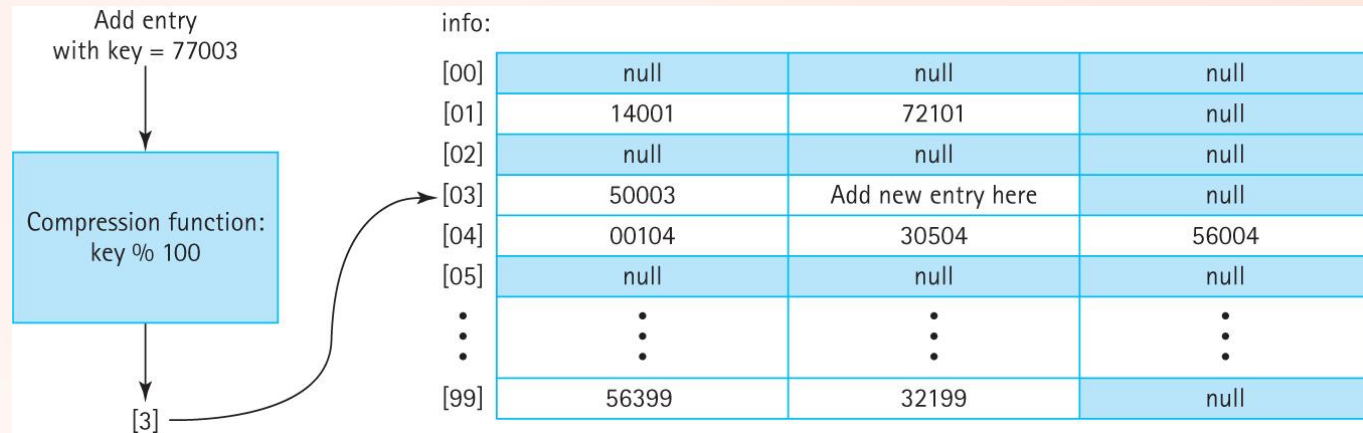 Add entry
with key = 77003
Compression function:
key % 100
[3]
info:
[00] null null null
[01] 14001 72101 null
[02] null null null
[03] 50003 Add new entry here null
[04] 00104 30504 56004
[05] null null null
[99] 56399 32199 null